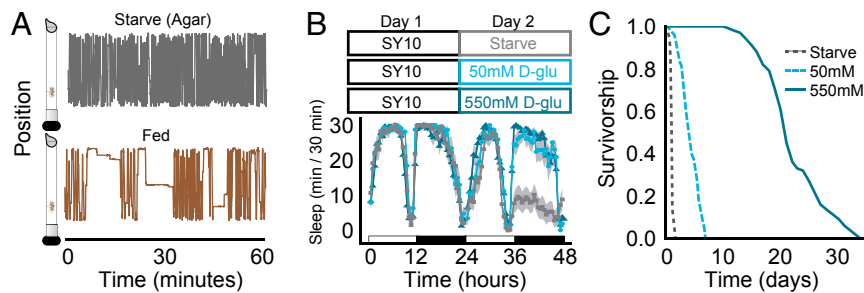 A
Starve (Agar)
Position
Fed
0 20 40 60
Time (minutes)
B
Day 1 Day 2
SY10 Starve
SY10 50mM D-glu
SY10 550mM D-glu
Sleep (min / 30 min)
30
20
10
0
0 12 24 36 48
Time (hours)
C
Survivorship
1.0
0.8
0.6
0.4
0.2
0.0
Starve
50mM
550mM
0 10 20 30
Time (days)